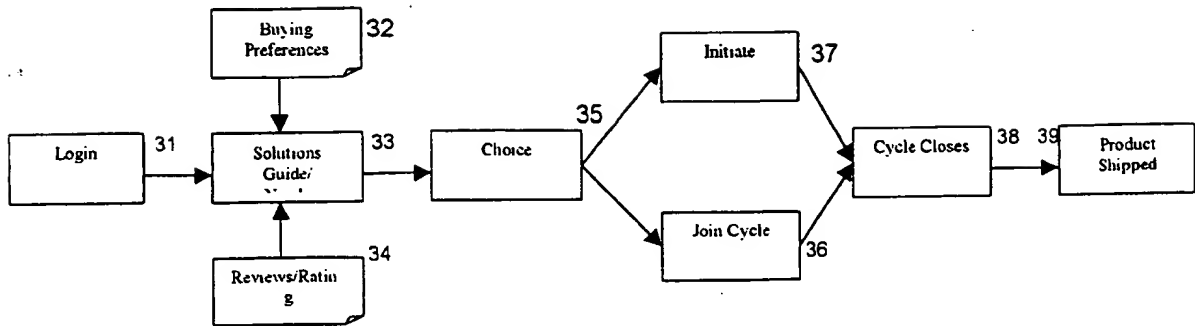 Buying
Preferences
32
Login
31
Solutions
Guide/
33
Reviews/Ratin
g
34
Choice
35
Initiate
37
Join Cycle
36
Cycle Closes
38
39
Product
Shipped